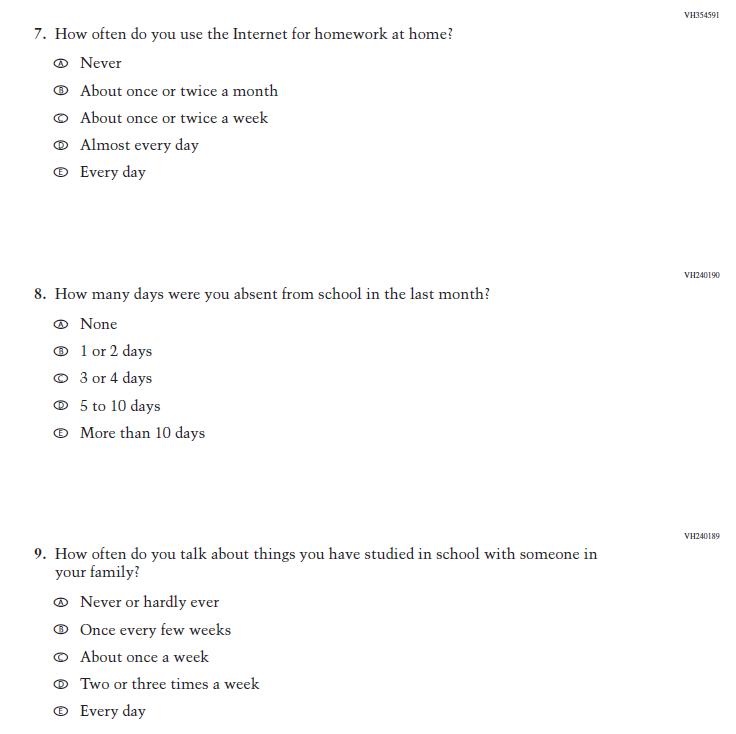 VH354591
7. How often do you use the Internet for homework at home?
Ⓐ Never
Ⓑ About once or twice a month
Ⓒ About once or twice a week
Ⓓ Almost every day
Ⓔ Every day
VH240190
8. How many days were you absent from school in the last month?
Ⓐ None
Ⓑ 1 or 2 days
Ⓒ 3 or 4 days
Ⓓ 5 to 10 days
Ⓔ More than 10 days
VH240189
9. How often do you talk about things you have studied in school with someone in
your family?
Ⓐ Never or hardly ever
Ⓑ Once every few weeks
Ⓒ About once a week
Ⓓ Two or three times a week
Ⓔ Every day